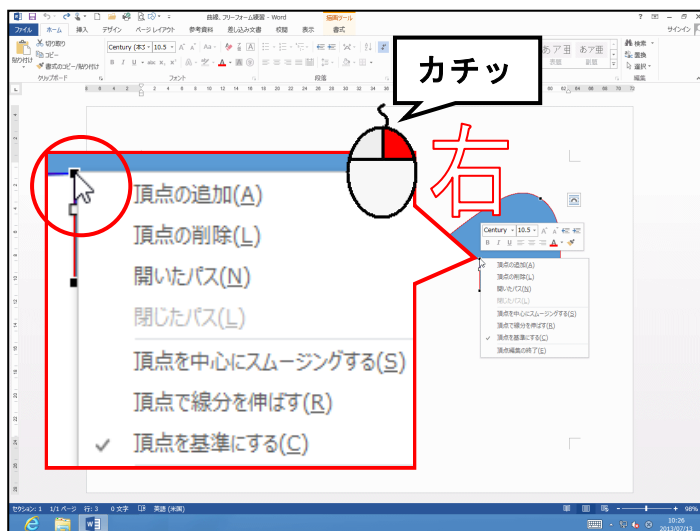 曲線、フリーフォーム練習 - Word
描画ツール
サインイン
ファイル ホーム 挿入 デザイン ページ レイアウト 参考資料 差し込み文書 校閲 表示 書式
切り取り
コピー
書式のコピー/貼り付け
貼り付け
Century (本文 10.5
検索
置換
選択
クリップボード フォント 段落 編集
カチッ
右
頂点の追加(A)
頂点の削除(L)
開いたパス(N)
閉じたパス(L)
頂点を中心にスムージングする(S)
頂点で線分を伸ばす(R)
頂点を基準にする(C)
Century 10.5
頂点の追加(A)
頂点の削除(L)
開いたパス(N)
閉じたパス(L)
頂点を中心にスムージングする(S)
頂点で線分を伸ばす(R)
頂点を基準にする(C)
頂点編集の終了(E)
セクション: 1 1/1 ページ 行: 3 0 文字 英語 (米国)
98%
10:26
2013/07/13